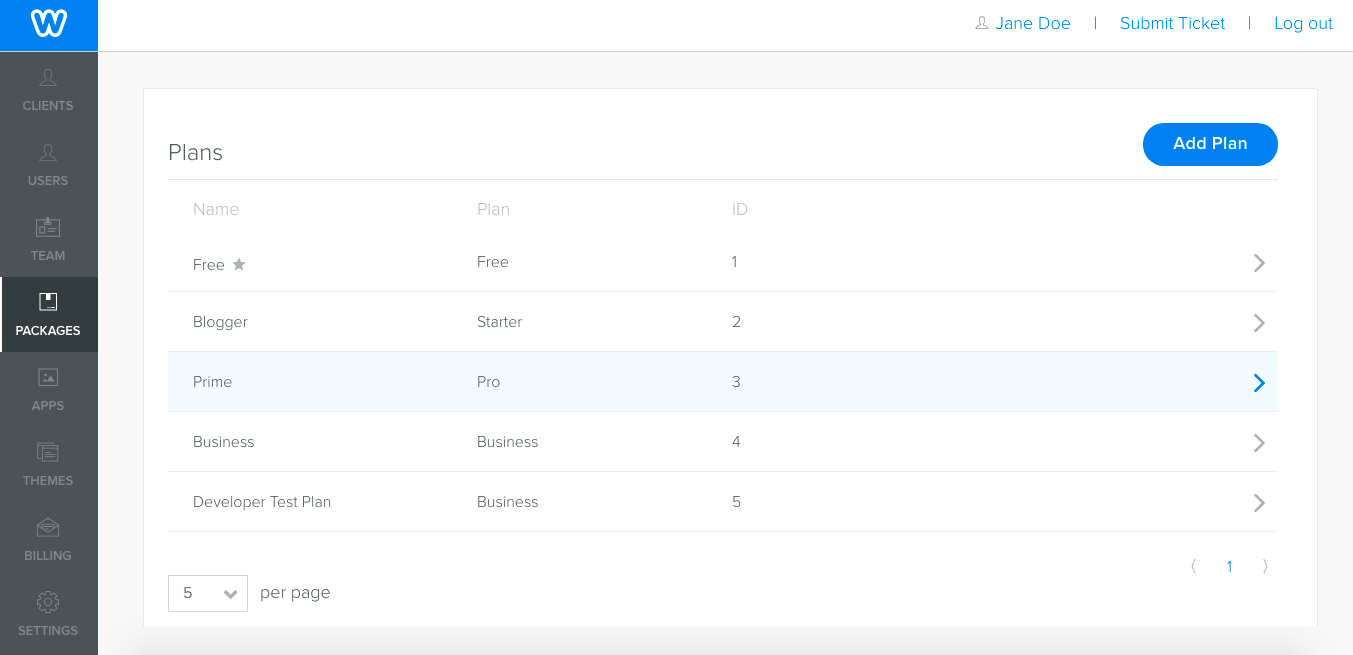 Jane Doe | Submit Ticket | Log out
CLIENTS
USERS
TEAM
PACKAGES
APPS
THEMES
BILLING
SETTINGS
Plans
Add Plan
Name Plan ID
Free Free 1
Blogger Starter 2
Prime Pro 3
Business Business 4
Developer Test Plan Business 5
1
5 per page